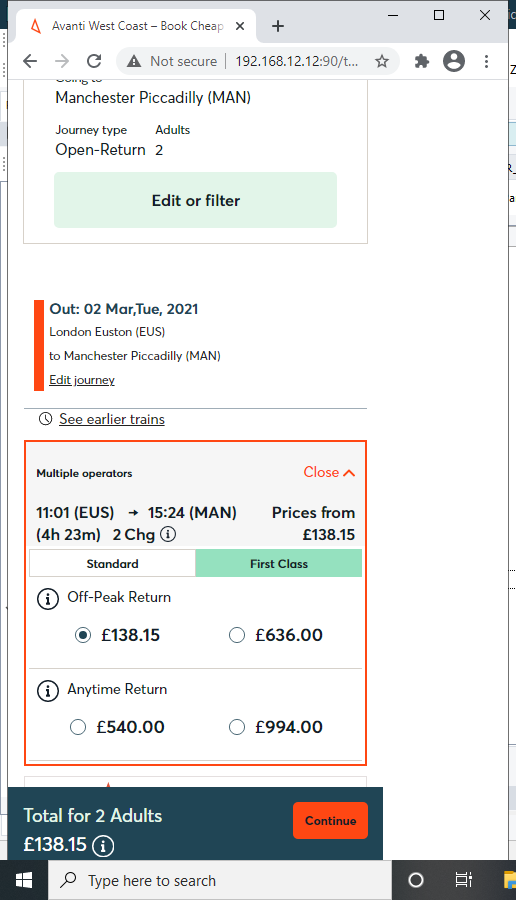 Avanti West Coast – Book Cheap
Not secure | 192.168.12.12:90/t...
Going to
Manchester Piccadilly (MAN)
Journey type Adults
Open-Return 2
Edit or filter
Out: 02 Mar,Tue, 2021
London Euston (EUS)
to Manchester Piccadilly (MAN)
Edit journey
See earlier trains
Multiple operators Close
11:01 (EUS) → 15:24 (MAN) Prices from
(4h 23m) 2 Chg £138.15
Standard First Class
Off-Peak Return
£138.15 £636.00
Anytime Return
£540.00 £994.00
Total for 2 Adults
£138.15
Continue
Type here to search